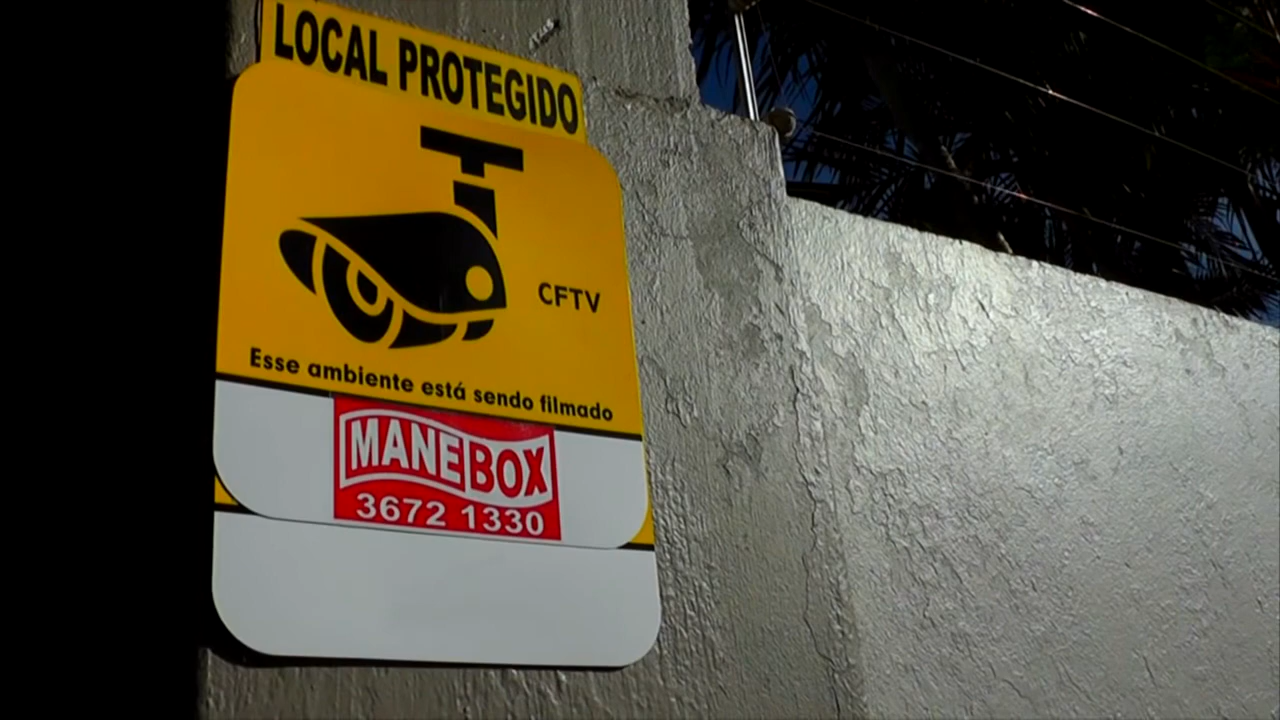 LOCAL PROTEGIDO
CFTV
Esse ambiente está sendo filmado
MANEBOX
3672 1330